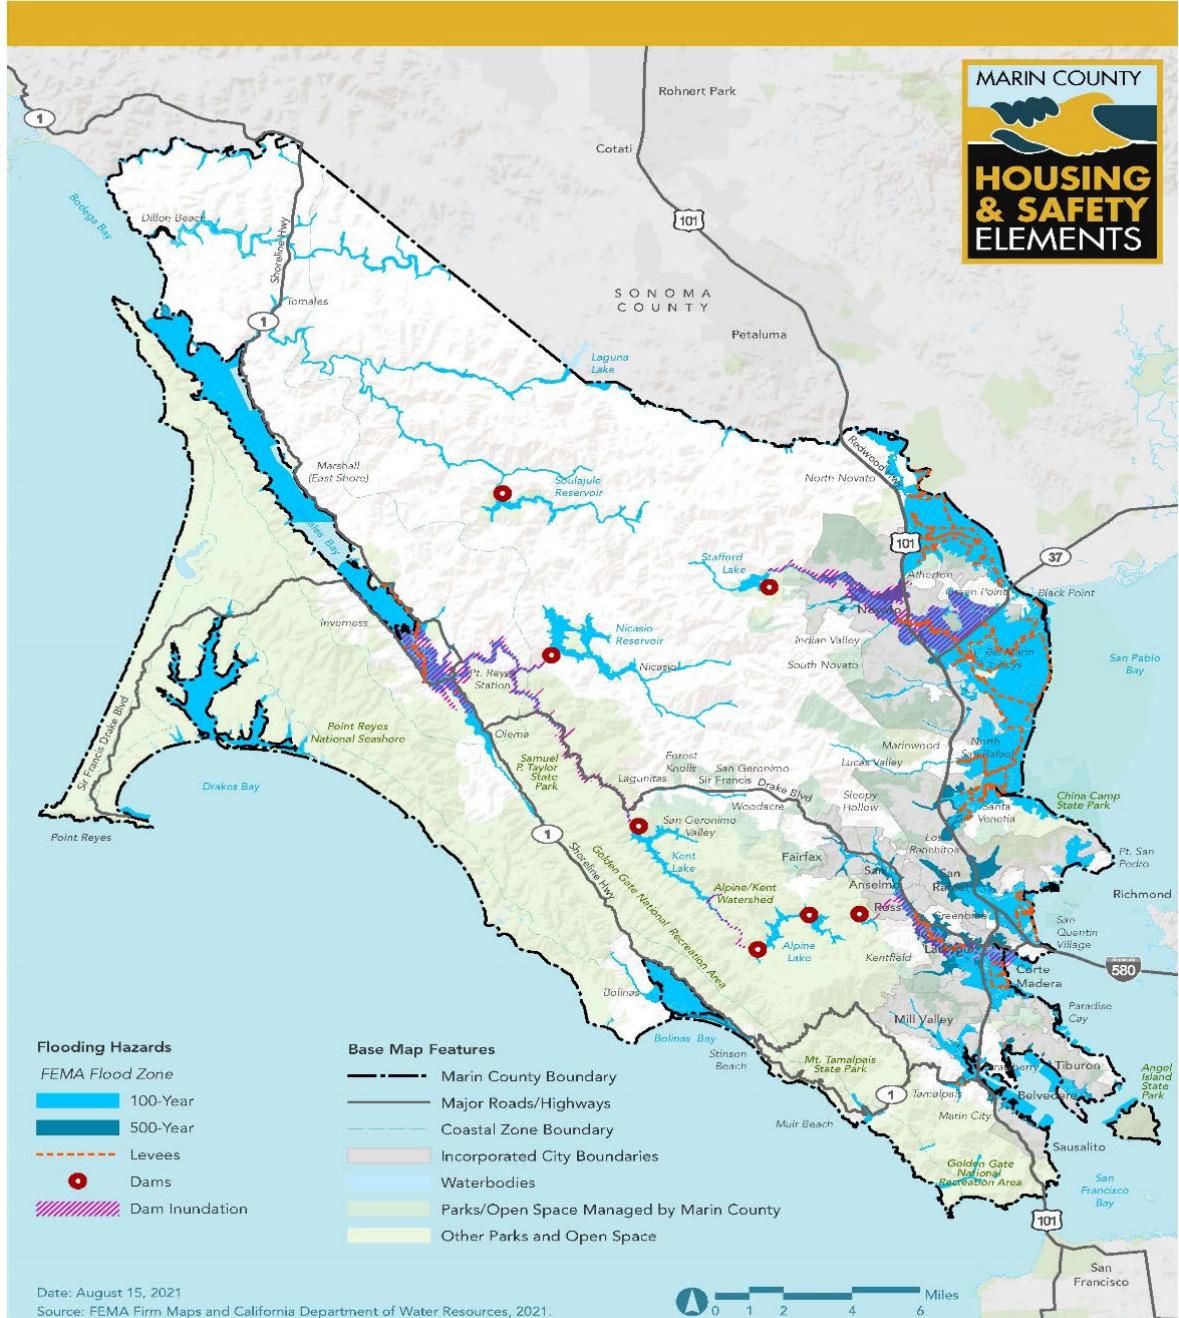 MARIN COUNTY
HOUSING
& SAFETY
ELEMENTS
1
Rohnert Park
Cotati
101
Bodega Bay
Dillon Beach
Shoreline Hwy
SONOMA
COUNTY
Tomales
1
Petaluma
Laguna
Lake
Redwood Hwy
North Novato
Marshall
(East Shore)
Soulajule
Reservoir
101
37
Stafford
Lake
Atherton
Green Point
Black Point
Novato
Inverness
Nicasio
Reservoir
Indian Valley
Nicasio
South Novato
San Pablo
Bay
Pt. Reyes
Station
Sir Francis Drake Blvd
Point Reyes
National Seashore
Olema
Samuel
P. Taylor
State
Park
Marinwood
Lucas Valley
North
San Rafael
Forest
Knolls
San Geronimo
Lagunitas
Sir Francis Drake Blvd
Woodacre
Sleepy
Hollow
Drakes Bay
Santa
Venetia
China Camp
State Park
Point Reyes
1
San Geronimo
Valley
Los
Ranchitos
Pt. San
Pedro
Kent
Lake
Fairfax
San
Anselmo
San
Rafael
Richmond
Shoreline Hwy
Golden Gate National Recreation Area
Alpine/Kent
Watershed
Ross
Greenbrae
San
Quentin
Village
Alpine
Lake
Kentfield
Corte
Madera
580
Bolinas
Mill Valley
Paradise
Cay
Bolinas Bay
Stinson
Beach
Mt. Tamalpais
State Park
Tiburon
Angel
Island
State
Park
1
Tamalpais
Belvedere
Muir Beach
Marin City
Sausalito
Golden Gate
National
Recreation Area
San
Francisco
Bay
101
San
Francisco
Flooding Hazards
FEMA Flood Zone
100-Year
500-Year
Levees
Dams
Dam Inundation
Base Map Features
Marin County Boundary
Major Roads/Highways
Coastal Zone Boundary
Incorporated City Boundaries
Waterbodies
Parks/Open Space Managed by Marin County
Other Parks and Open Space
Date: August 15, 2021
Source: FEMA Firm Maps and California Department of Water Resources, 2021.
0 1 2 4 6
Miles